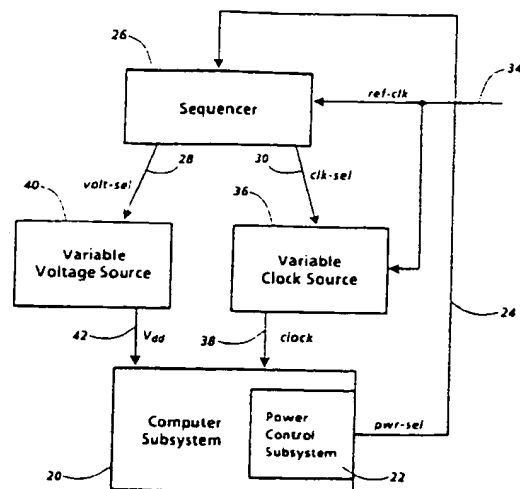 26
34
ref-clk
Sequencer
28
30
volt-sel
clk-sel
40
36
Variable
Voltage Source
Variable
Clock Source
42
V_dd
38
clock
24
Computer
Subsystem
Power
Control
Subsystem
pwr-sel
20
22